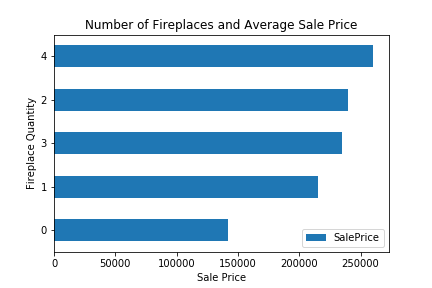 Number of Fireplaces and Average Sale Price
Fireplace Quantity
4
2
3
1
0
SalePrice
0 50000 100000 150000 200000 250000
Sale Price